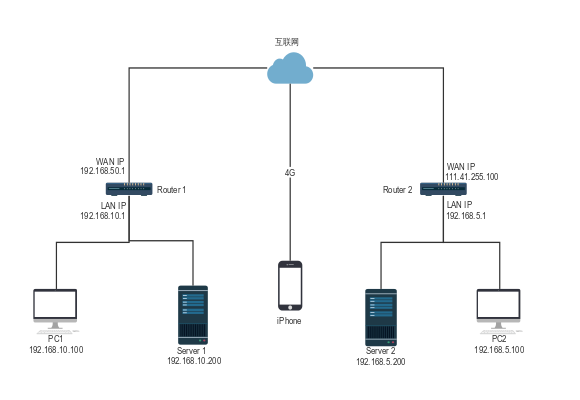 互联网
WAN IP
192.168.50.1
WAN IP
111.41.255.100
4G
Router 1
Router 2
LAN IP
192.168.10.1
LAN IP
192.168.5.1
iPhone
PC1
192.168.10.100
Server 1
192.168.10.200
Server 2
192.168.5.200
PC2
192.168.5.100